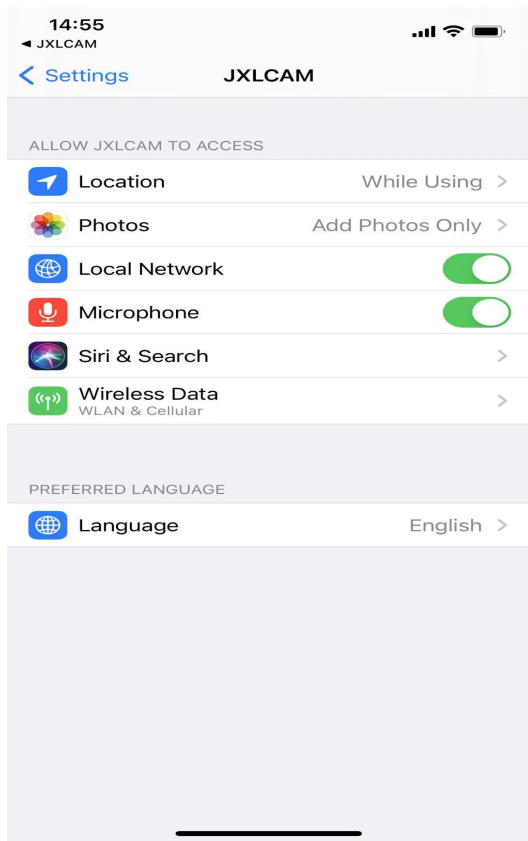 14:55
◄ JXLCAM
Settings JXLCAM
ALLOW JXLCAM TO ACCESS
Location While Using
Photos Add Photos Only
Local Network
Microphone
Siri & Search
Wireless Data
WLAN & Cellular
PREFERRED LANGUAGE
Language English